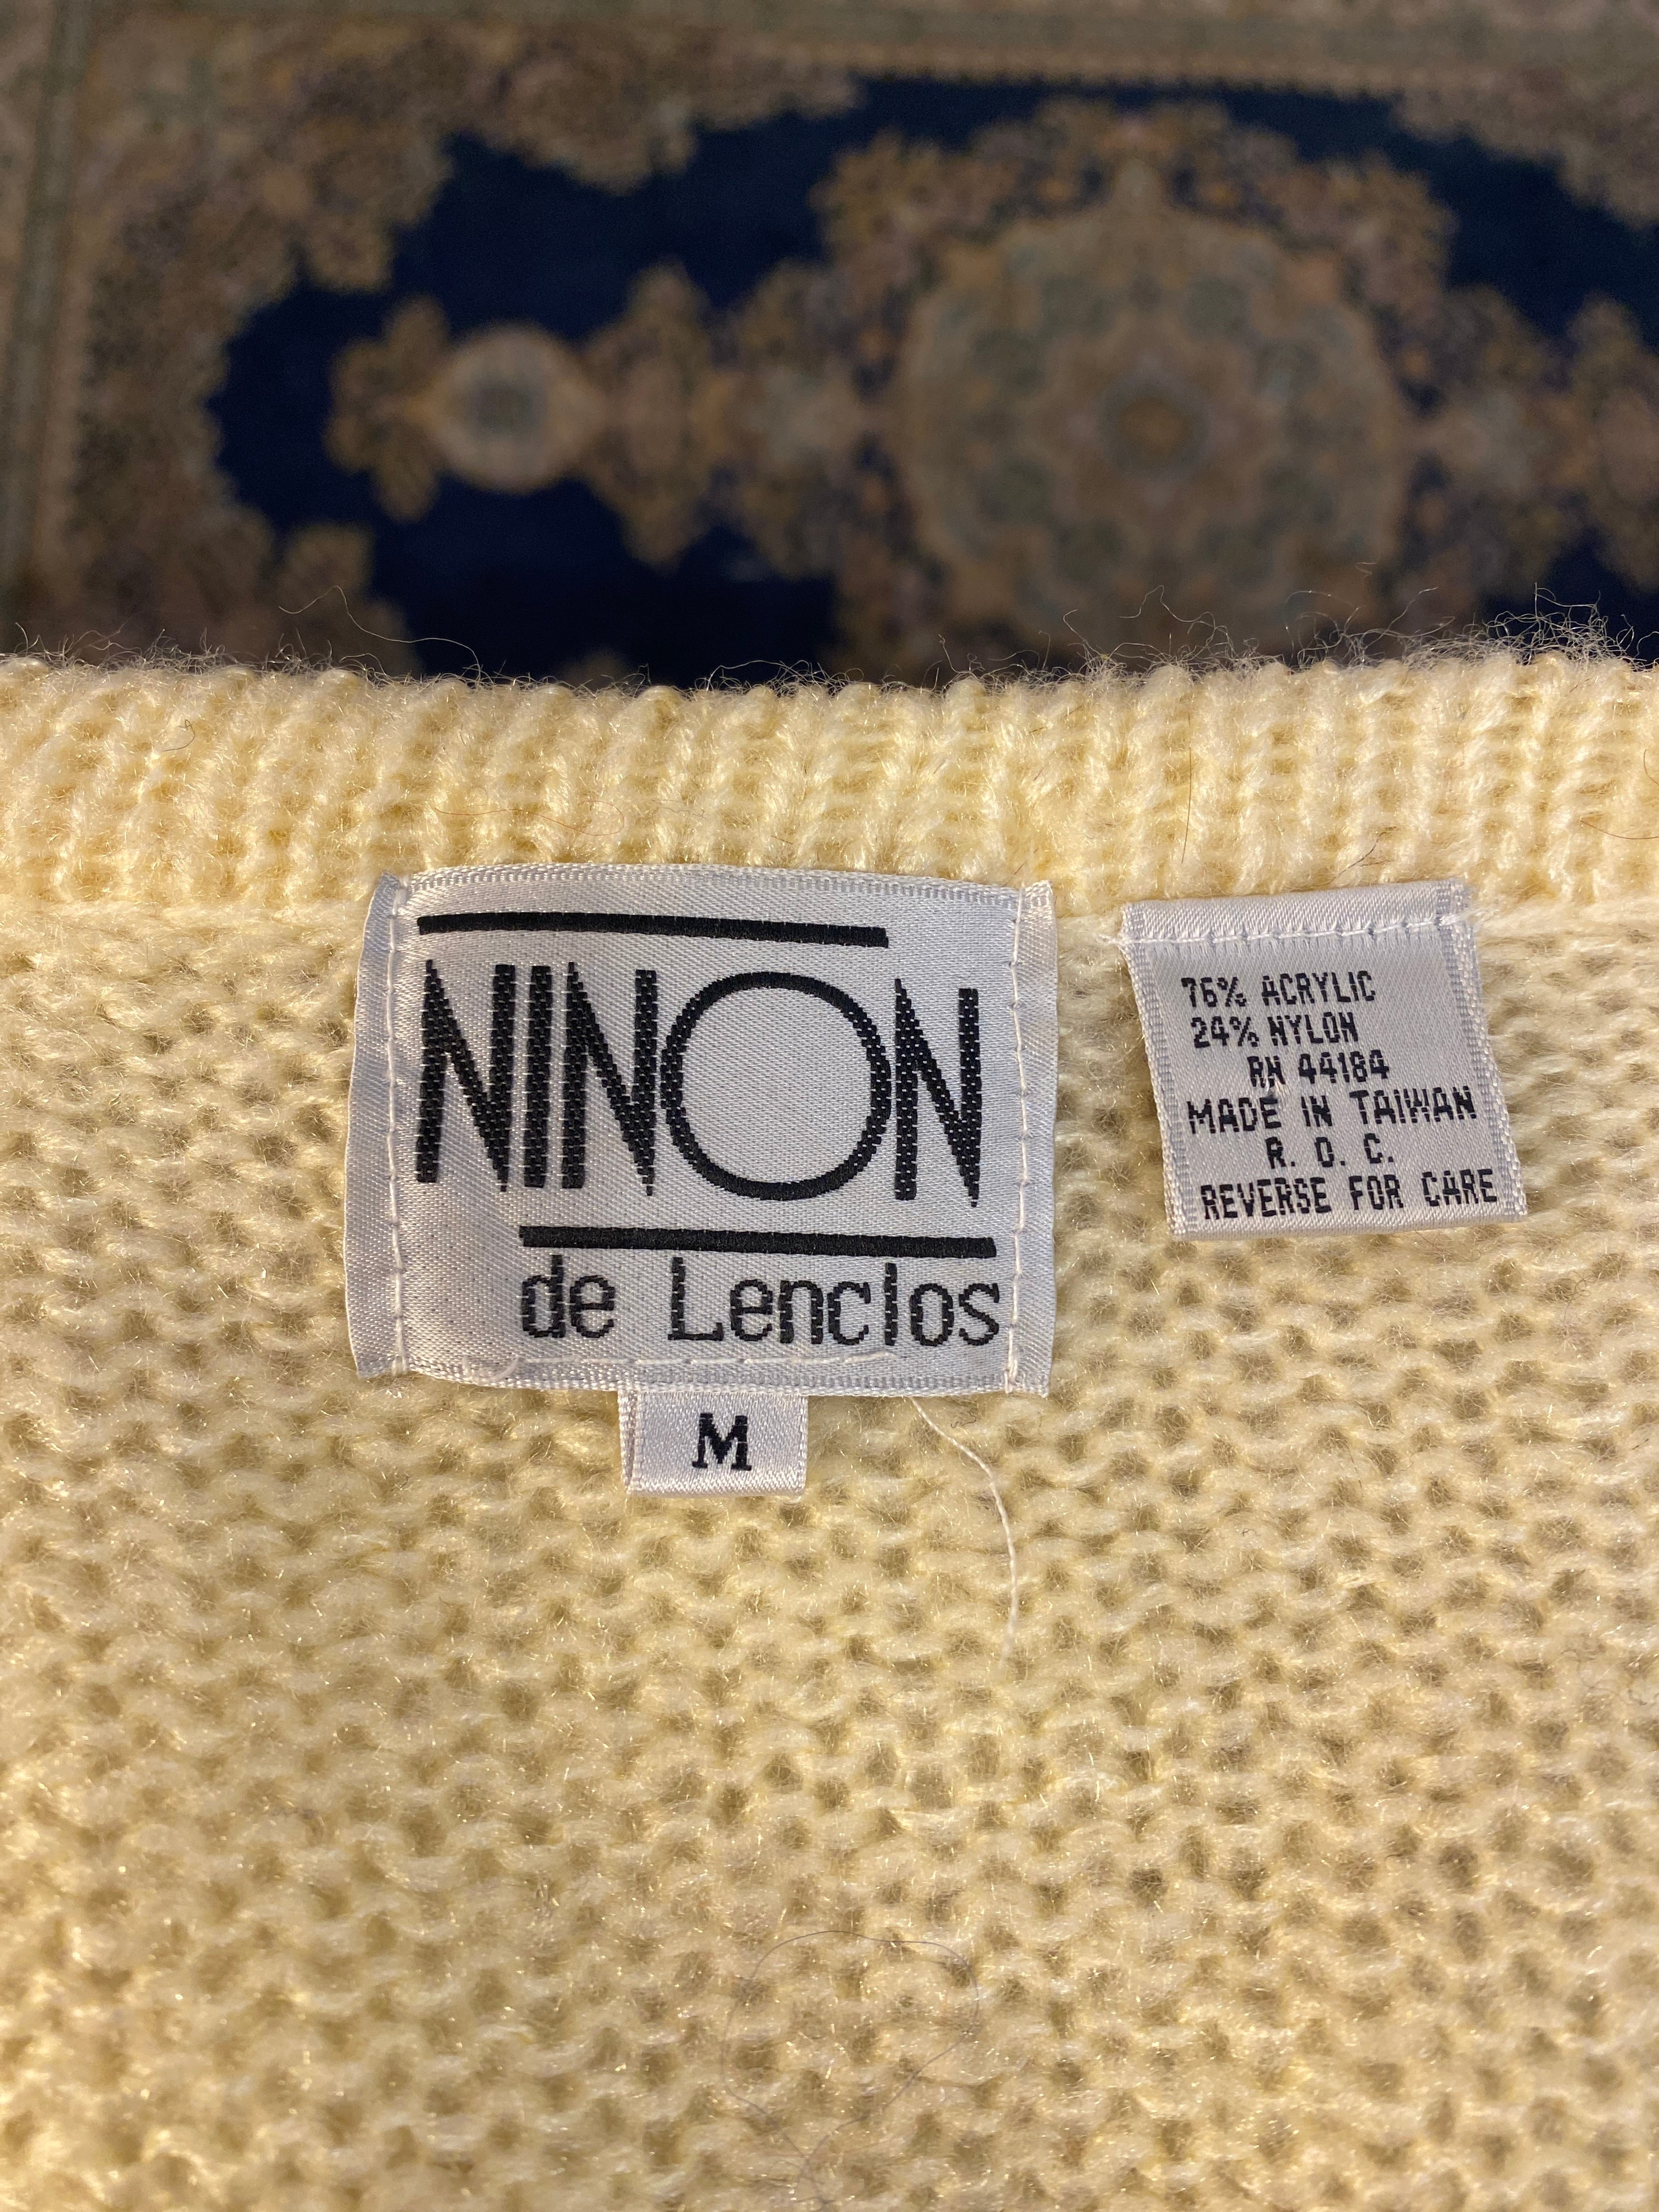 NINON
de Lenclos
M
76% ACRYLIC
24% NYLON
RN 44184
MADE IN TAIWAN
R. O. C.
REVERSE FOR CARE